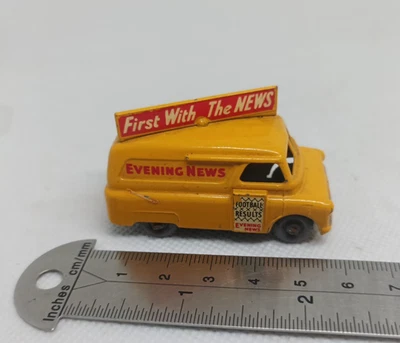 First With The NEWS
EVENING NEWS
FOOTBALL
RESULTS
EVENING
NEWS
Inches cm/mm
1 2 3 4 5 6 7
1 2